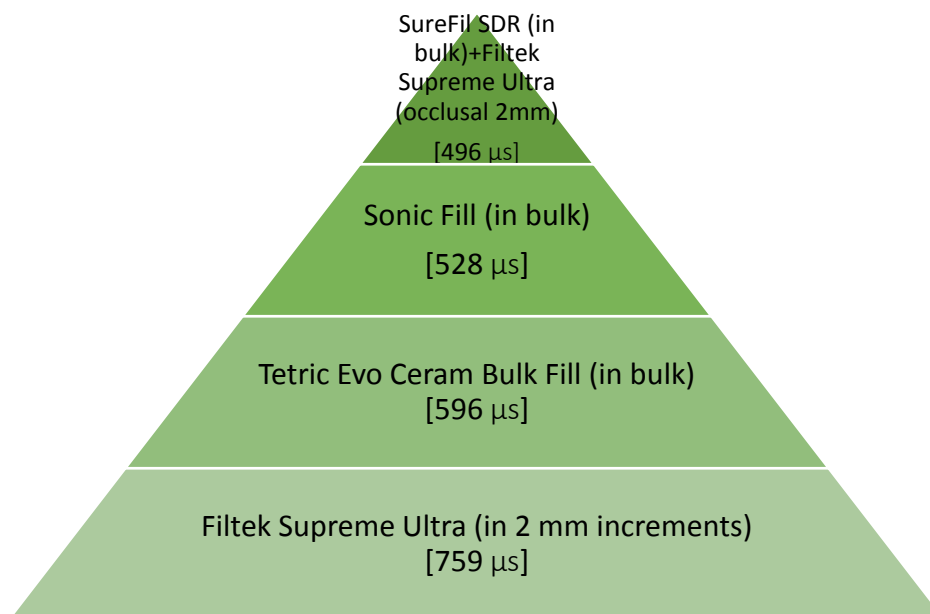 SureFil SDR (in
bulk)+Filtek
Supreme Ultra
(occlusal 2mm)
[496 µs]
Sonic Fill (in bulk)
[528 µs]
Tetric Evo Ceram Bulk Fill (in bulk)
[596 µs]
Filtek Supreme Ultra (in 2 mm increments)
[759 µs]